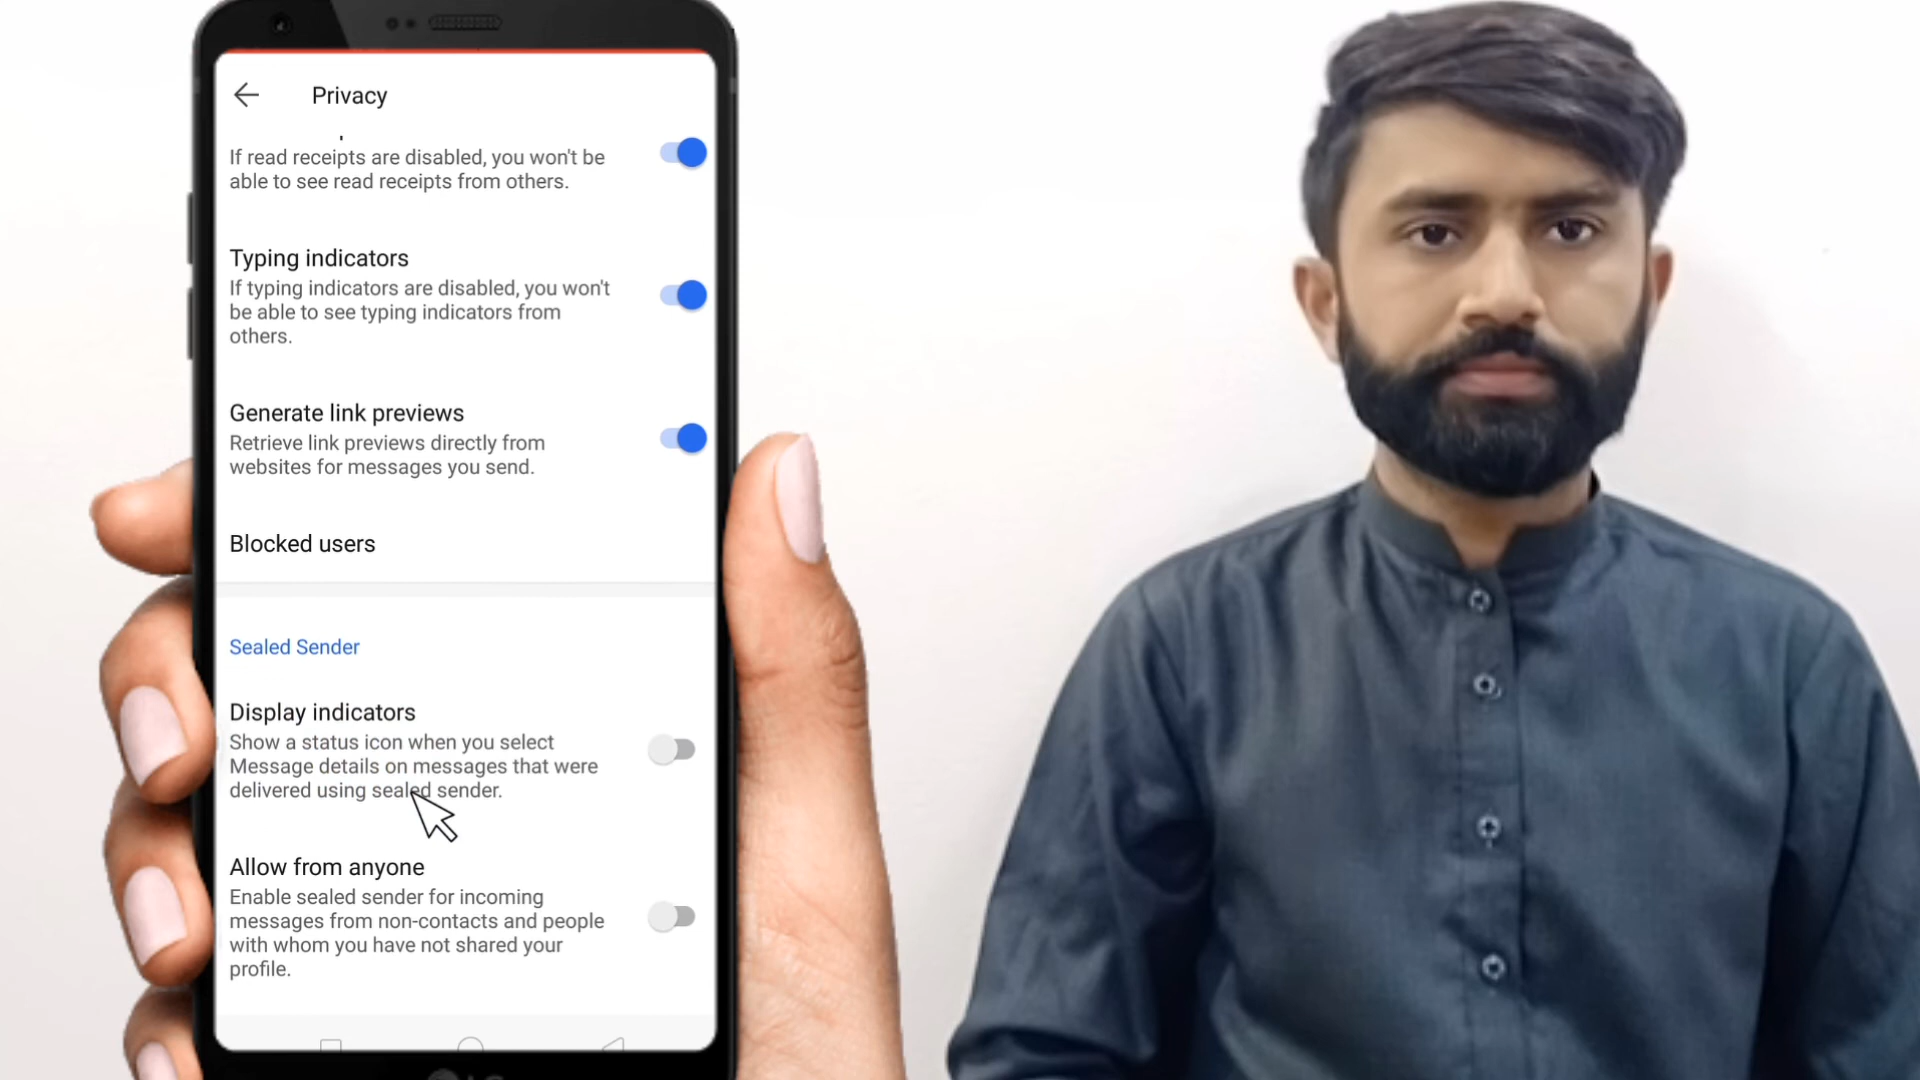 Privacy
If read receipts are disabled, you won't be
able to see read receipts from others.
Typing indicators
If typing indicators are disabled, you won't
be able to see typing indicators from
others.
Generate link previews
Retrieve link previews directly from
websites for messages you send.
Blocked users
Sealed Sender
Display indicators
Show a status icon when you select
Message details on messages that were
delivered using sealed sender.
Allow from anyone
Enable sealed sender for incoming
messages from non-contacts and people
with whom you have not shared your
profile.